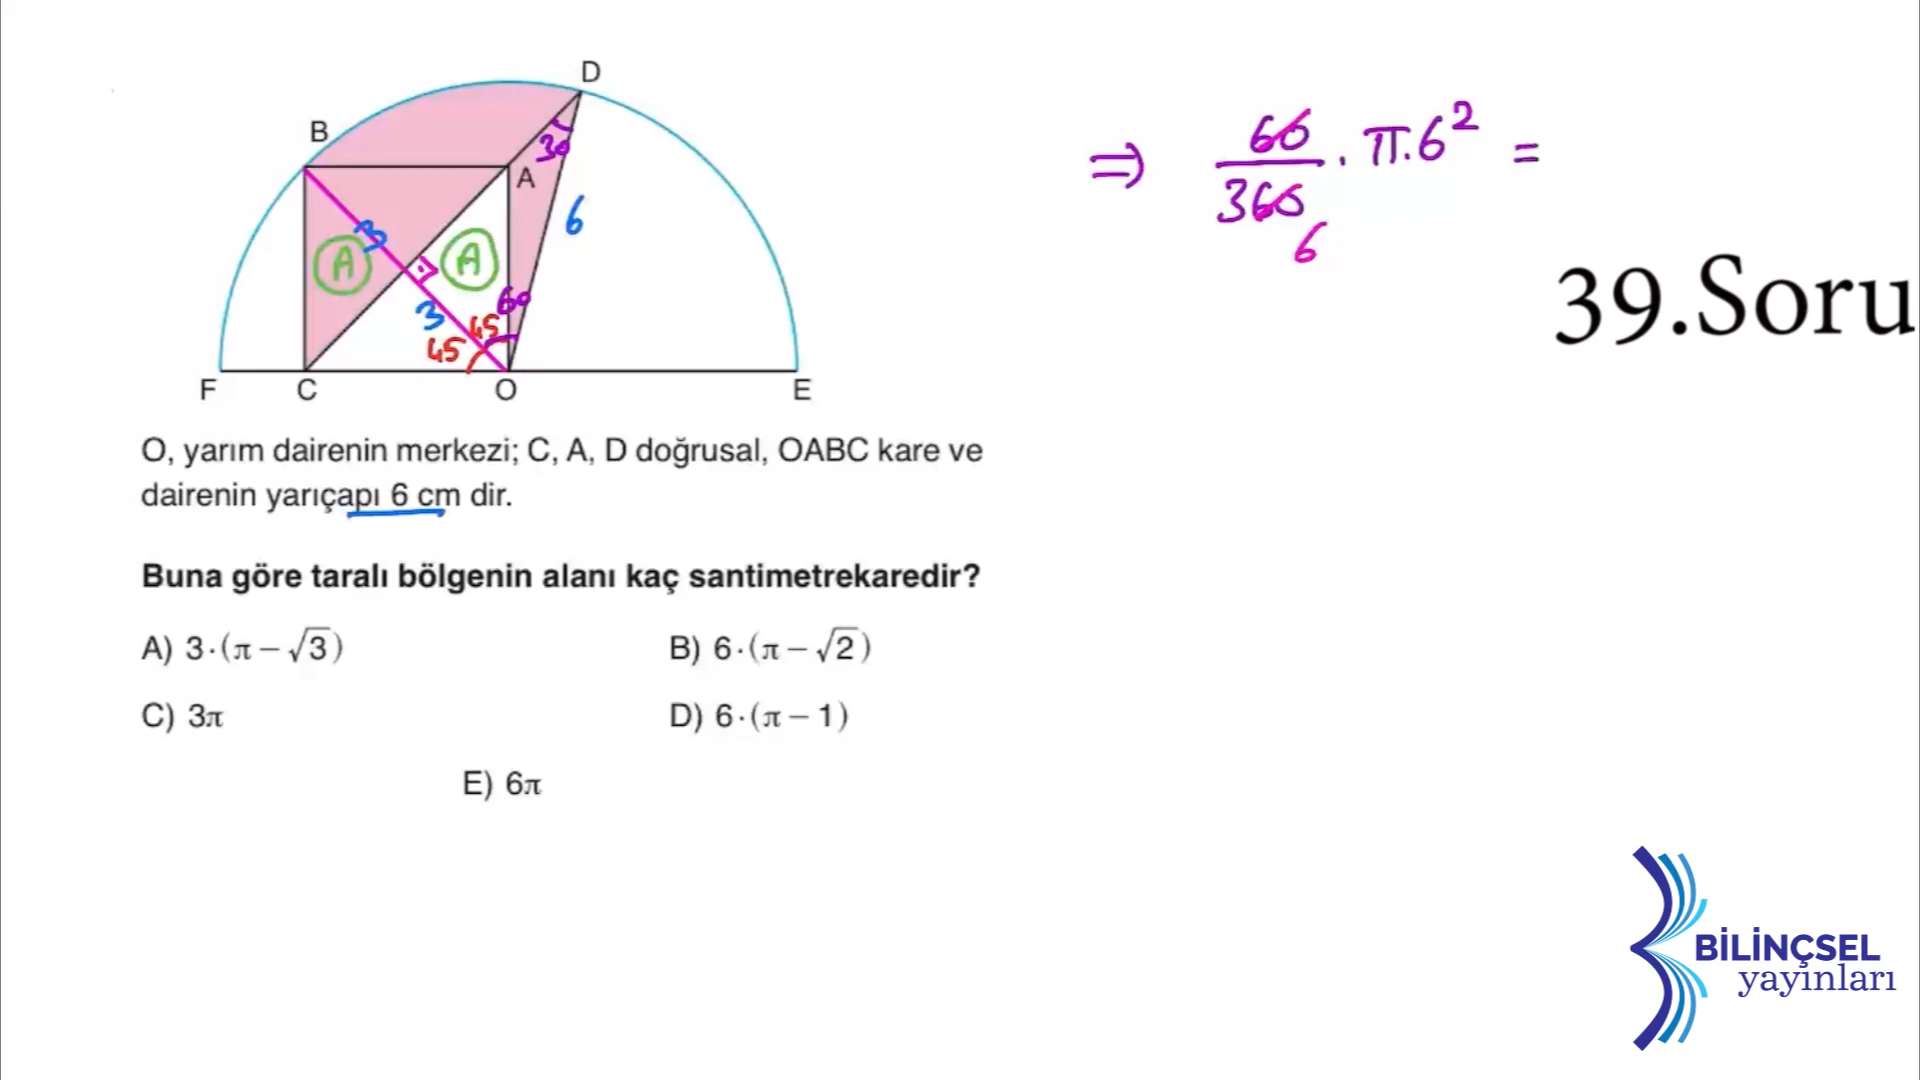 D
B
A
30
3
6
A
A
60
3
45
45
F
C
O
E
⇒ 60/360 . π.6² =
6
39.Soru
O, yarım dairenin merkezi; C, A, D doğrusal, OABC kare ve
dairenin yarıçapı 6 cm dir.
Buna göre taralı bölgenin alanı kaç santimetrekaredir?
A) 3·(π−√3)
B) 6·(π−√2)
C) 3π
D) 6·(π−1)
E) 6π
BİLİNÇSEL
yayınları